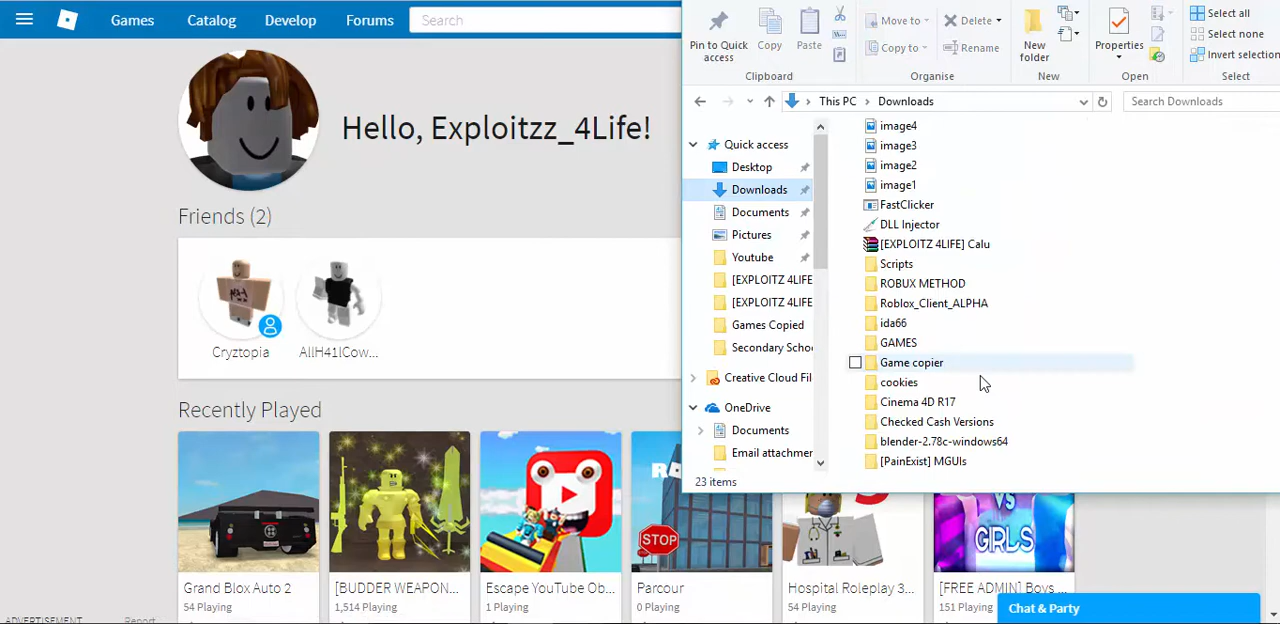 Games Catalog Develop Forums Search
Hello, Exploitzz_4Life!
Friends (2)
Cryztopia AllH41lCow...
Recently Played
Grand Blox Auto 2
54 Playing
[BUDDER WEAPON...
1,514 Playing
Escape YouTube Ob...
1 Playing
Parcour
0 Playing
Hospital Roleplay 3...
54 Playing
[FREE ADMIN] Boys
151 Playing
VS
GIRLS
STOP
Chat & Party
ADVERTISEMENT
Report
Pin to Quick
access
Copy
Paste
Clipboard
Move to
Copy to
Delete
Rename
Organise
New
folder
New
Properties
Open
Select all
Select none
Invert selection
Select
This PC > Downloads
Search Downloads
Quick access
Desktop
Downloads
Documents
Pictures
Youtube
[EXPLOITZ 4LIFE
[EXPLOITZ 4LIFE
Games Copied
Secondary Schoo
Creative Cloud Fil
OneDrive
Documents
Email attachmer
image4
image3
image2
image1
FastClicker
DLL Injector
[EXPLOITZ 4LIFE] Calu
Scripts
ROBUX METHOD
Roblox_Client_ALPHA
ida66
GAMES
Game copier
cookies
Cinema 4D R17
Checked Cash Versions
blender-2.78c-windows64
[PainExist] MGUIs
23 items